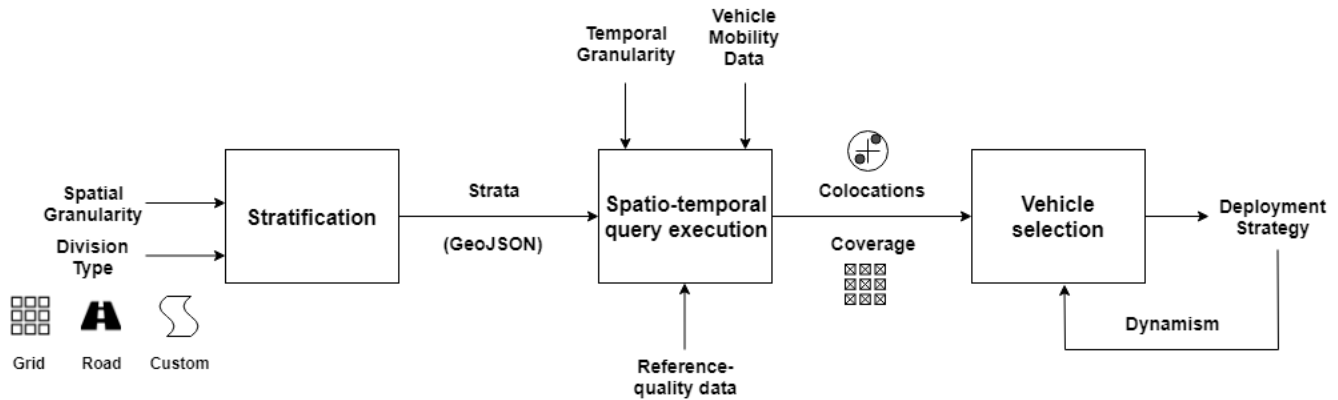 Temporal
Granularity
Vehicle
Mobility
Data
Spatial
Granularity
Division
Type
Grid
Road
Custom
Stratification
Strata
(GeoJSON)
Spatio-temporal
query execution
Reference-
quality data
Colocations
Coverage
Vehicle
selection
Deployment
Strategy
Dynamism